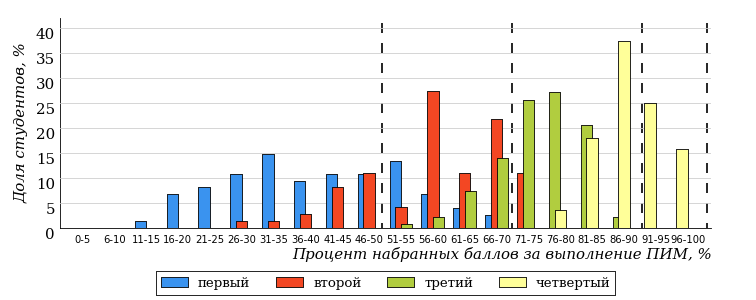 Доля студентов, %
40
35
30
25
20
15
10
5
0
0-5 6-10 11-15 16-20 21-25 26-30 31-35 36-40 41-45 46-50 51-55 56-60 61-65 66-70 71-75 76-80 81-85 86-90 91-95 96-100
Процент набранных баллов за выполнение ПИМ, %
первый второй третий четвертый